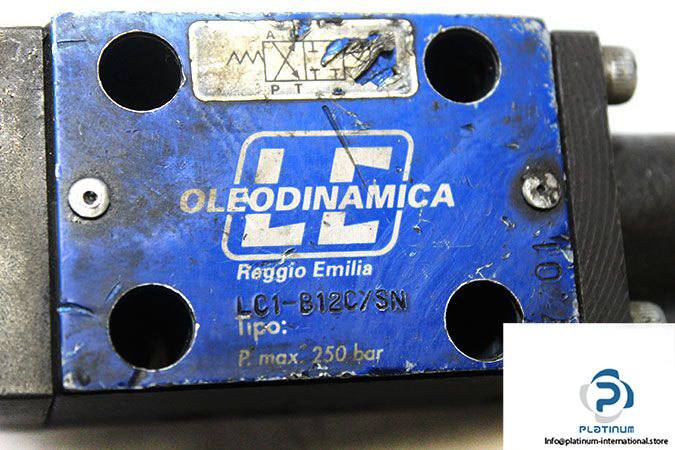 A
P T
T T
LC
OLEODINAMICA
Reggio Emilia
LC1-B12C/SN
Tipo:
P. max. 250 bar
PLATINUM
Info@platinum-international.store